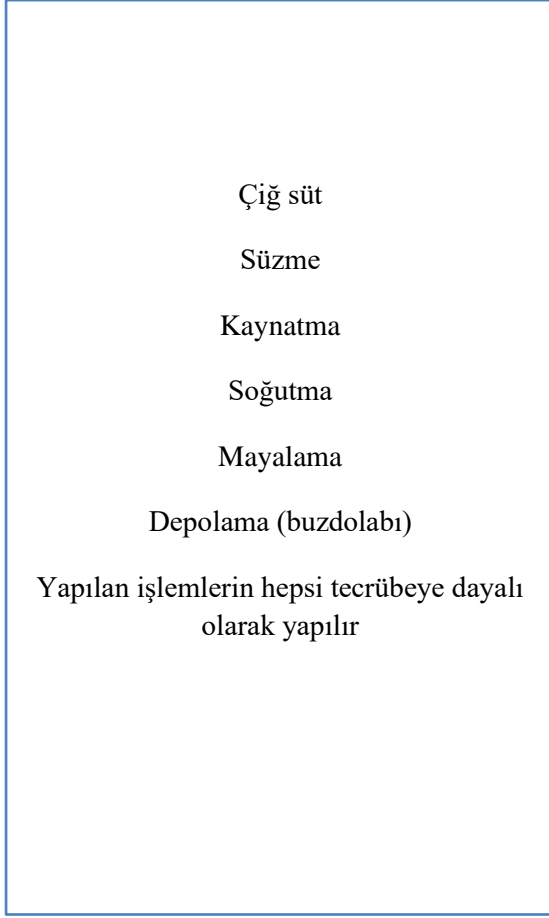 Çiğ süt
Süzme
Kaynatma
Soğutma
Mayalama
Depolama (buzdolabı)
Yapılan işlemlerin hepsi tecrübeye dayalı
olarak yapılır